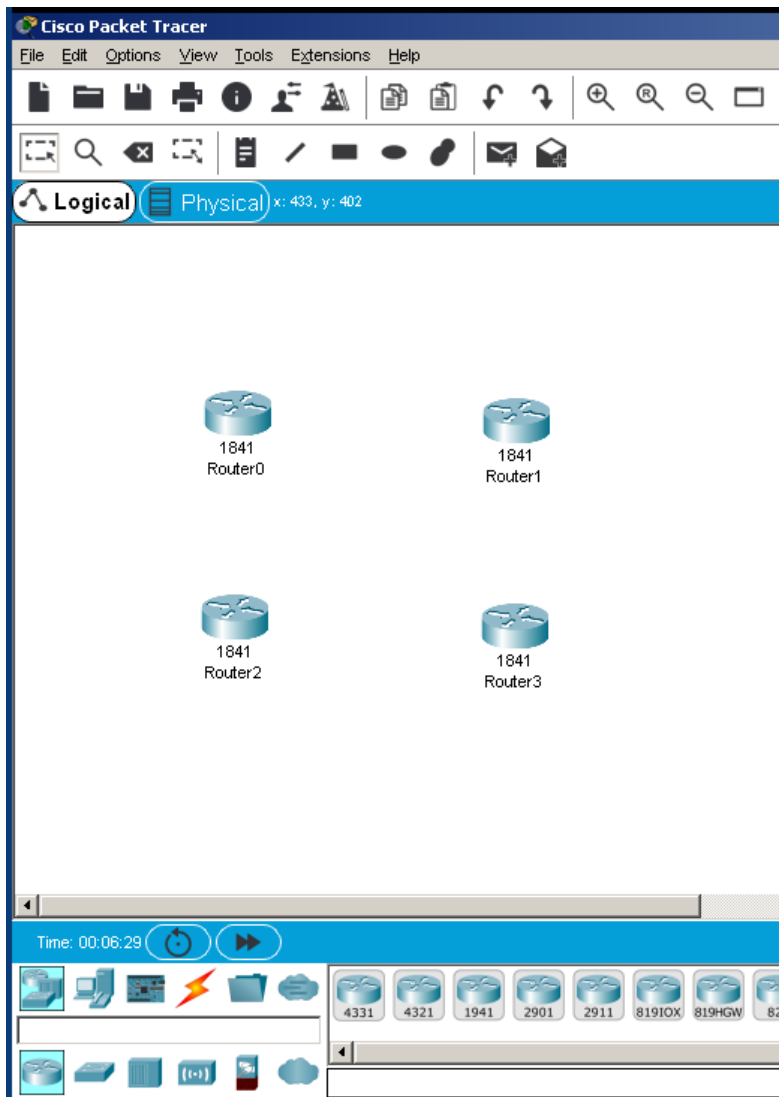 Cisco Packet Tracer
File Edit Options View Tools Extensions Help
R
Logical Physical x: 433, y: 402
1841
Router0
1841
Router1
1841
Router2
1841
Router3
Time: 00:06:29
4331 4321 1941 2901 2911 819IOX 819HGW